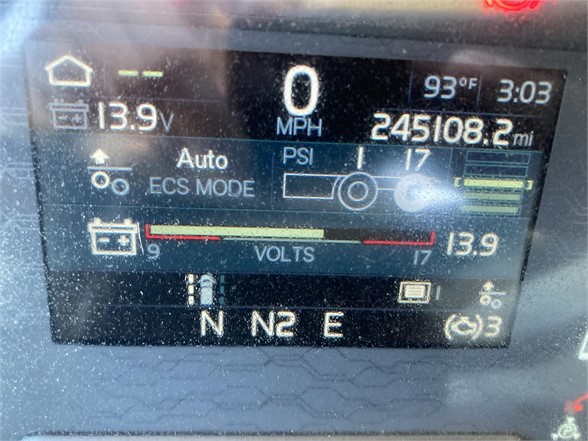 -- 0 93°F 3:03
13.9V MPH 245108.2mi
Auto PSI 1 17
ECS MODE
9 VOLTS 17 13.9
1
N N2 E 3